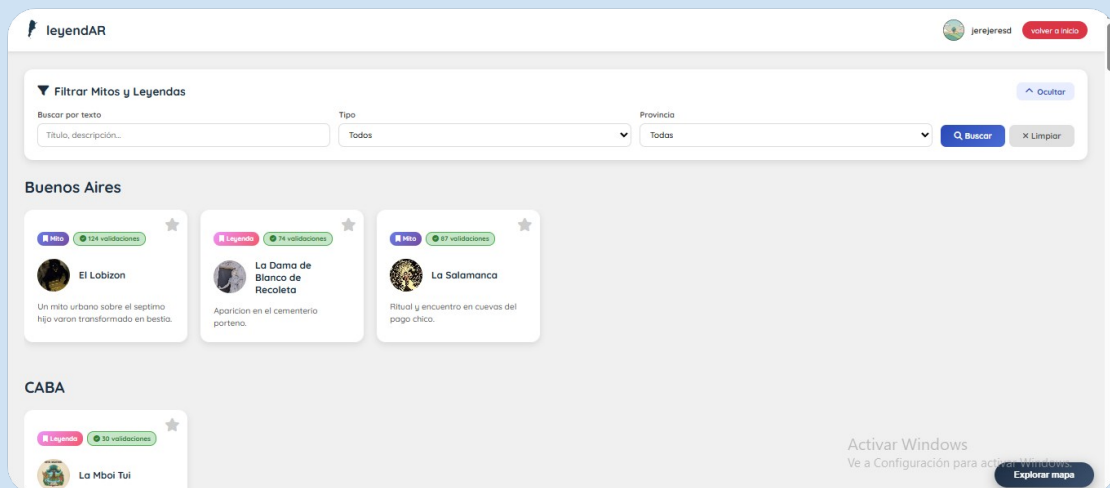 leyendAR
jerejeresd
volver a inicio
Filtrar Mitos y Leyendas
Ocultar
Buscar por texto
Tipo
Provincia
Título, descripción...
Todos
Todas
Buscar
Limpiar
Buenos Aires
Mito
124 validaciones
El Lobizon
Un mito urbano sobre el septimo
hijo varon transformado en bestia.
Leyenda
74 validaciones
La Dama de
Blanco de
Recoleta
Aparicion en el cementerio
porteno.
Mito
67 validaciones
La Salamanca
Ritual y encuentro en cuevas del
pago chico.
CABA
Leyenda
30 validaciones
La Mboi Tui
Activar Windows
Ve a Configuración para activar Windows.
Explorar mapa